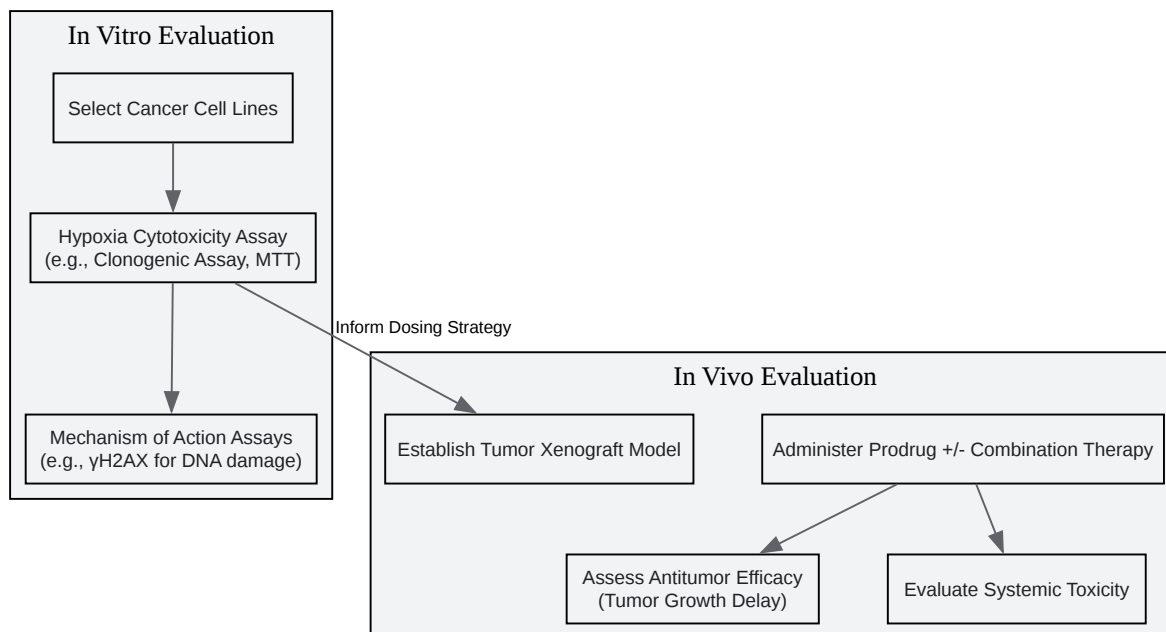 In Vitro Evaluation
Select Cancer Cell Lines
Hypoxia Cytotoxicity Assay
(e.g., Clonogenic Assay, MTT)
Inform Dosing Strategy
Mechanism of Action Assays
(e.g., γH2AX for DNA damage)
In Vivo Evaluation
Establish Tumor Xenograft Model
Administer Prodrug +/- Combination Therapy
Assess Antitumor Efficacy
(Tumor Growth Delay)
Evaluate Systemic Toxicity